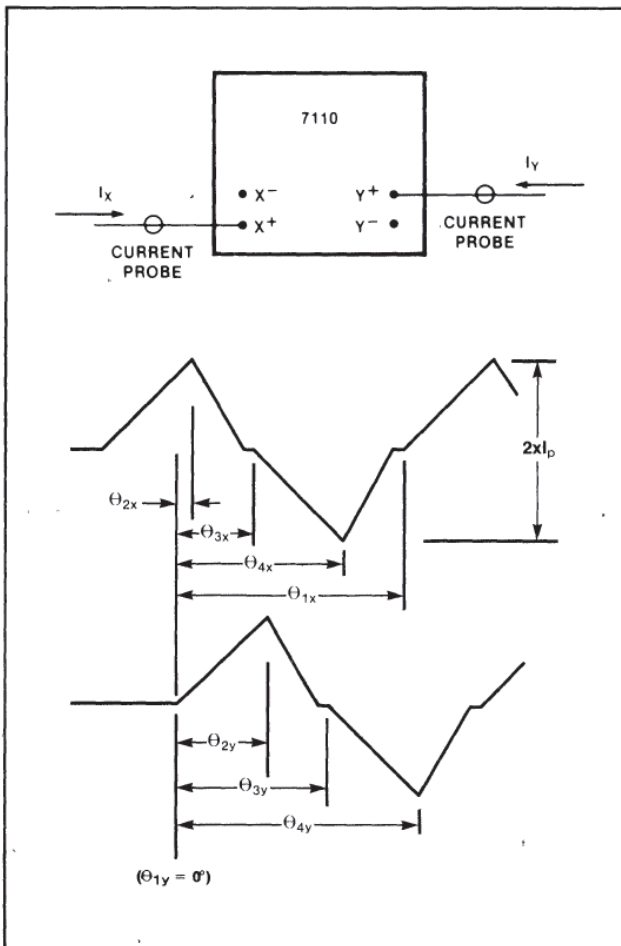 7110
I_X
X⁻
Y⁺
I_Y
X⁺
Y⁻
CURRENT
PROBE
CURRENT
PROBE
2xI_p
Θ_2x
Θ_3x
Θ_4x
Θ_1x
Θ_2y
Θ_3y
Θ_4y
(Θ_1y = 0°)